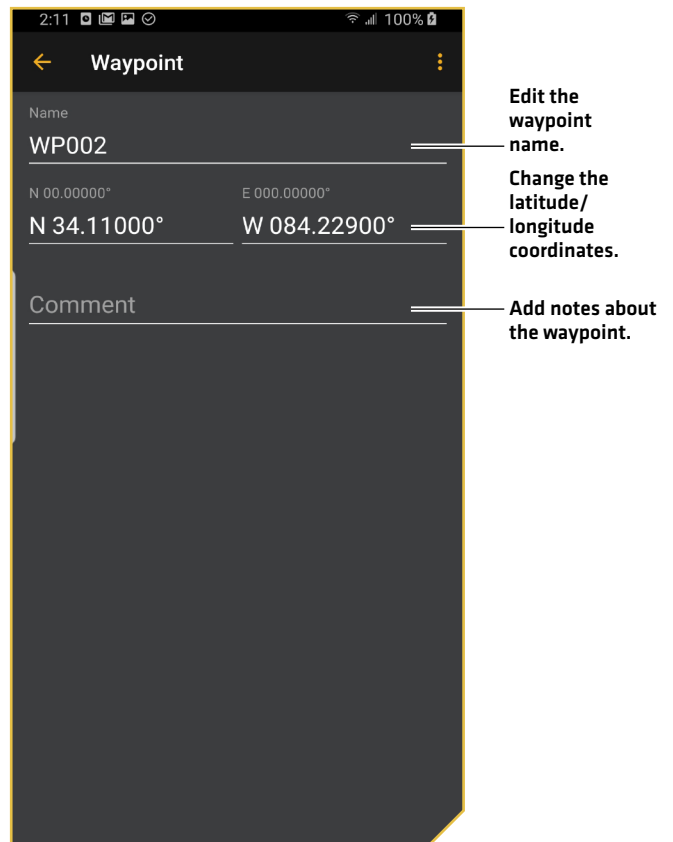 2:11 100%
Waypoint
Name
WP002
N 00.00000° E 000.00000°
N 34.11000° W 084.22900°
Comment
Edit the
waypoint
name.
Change the
latitude/
longitude
coordinates.
Add notes about
the waypoint.